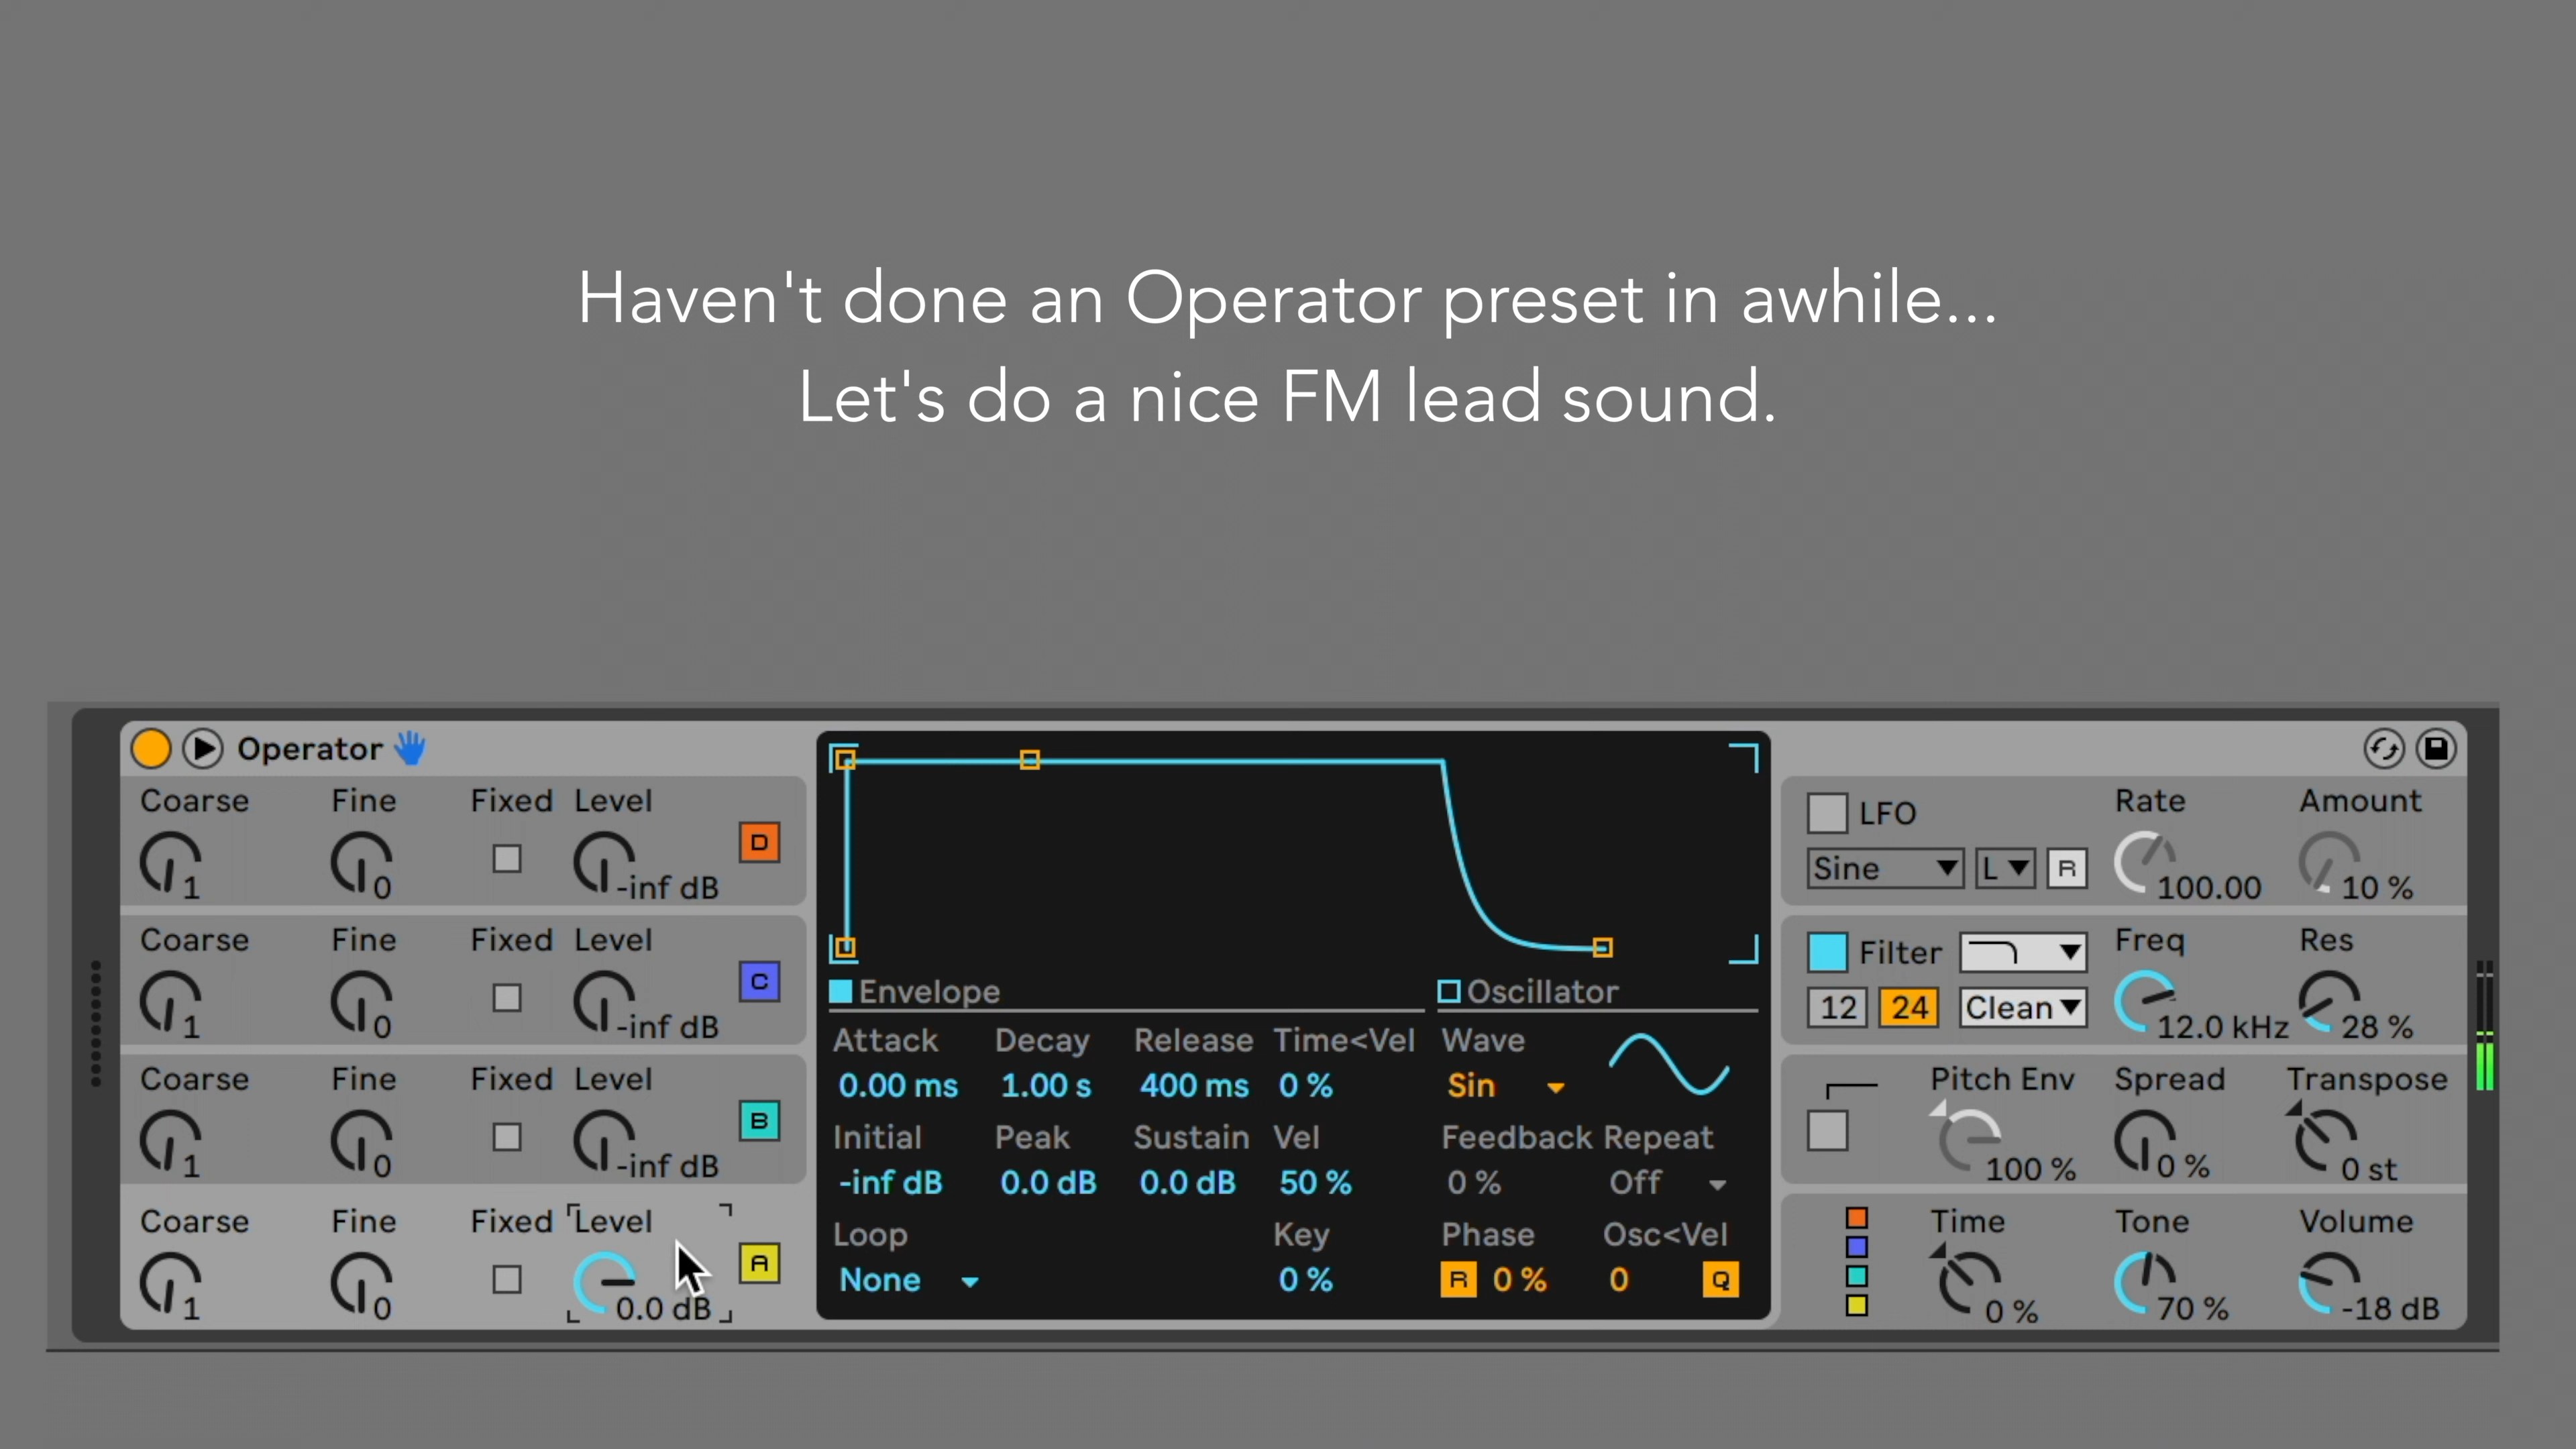 Haven't done an Operator preset in awhile...
Let's do a nice FM lead sound.
Operator
Coarse Fine Fixed Level
1 0 -inf dB D
Coarse Fine Fixed Level
1 0 -inf dB C
Coarse Fine Fixed Level
1 0 -inf dB B
Coarse Fine Fixed Level
1 0 0.0 dB A
Envelope Oscillator
Attack Decay Release Time<Vel Wave
0.00 ms 1.00 s 400 ms 0 % Sin
Initial Peak Sustain Vel Feedback Repeat
-inf dB 0.0 dB 0.0 dB 50 % 0 % Off
Loop Key Phase Osc<Vel
None 0 % R 0 % 0 Q
LFO Rate Amount
Sine L R 100.00 10 %
Filter Freq Res
12 24 Clean 12.0 kHz 28 %
Pitch Env Spread Transpose
100 % 0 % 0 st
Time Tone Volume
0 % 70 % -18 dB